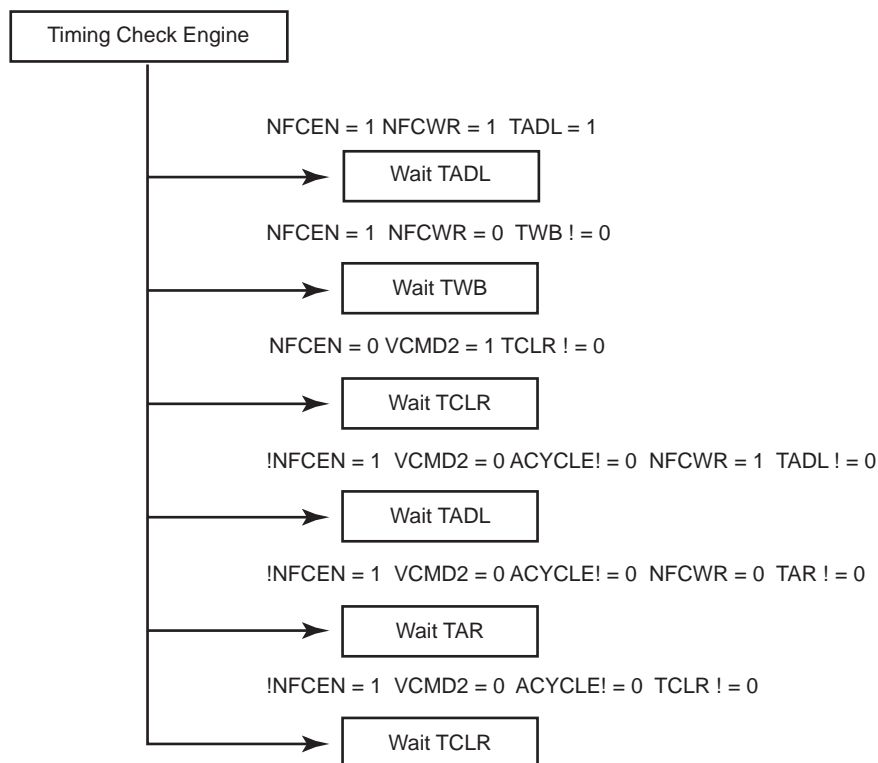 Timing Check Engine
NFCEN = 1 NFCWR = 1 TADL = 1
Wait TADL
NFCEN = 1 NFCWR = 0 TWB ! = 0
Wait TWB
NFCEN = 0 VCMD2 = 1 TCLR ! = 0
Wait TCLR
!NFCEN = 1 VCMD2 = 0 ACYCLE! = 0 NFCWR = 1 TADL ! = 0
Wait TADL
!NFCEN = 1 VCMD2 = 0 ACYCLE! = 0 NFCWR = 0 TAR ! = 0
Wait TAR
!NFCEN = 1 VCMD2 = 0 ACYCLE! = 0 TCLR ! = 0
Wait TCLR